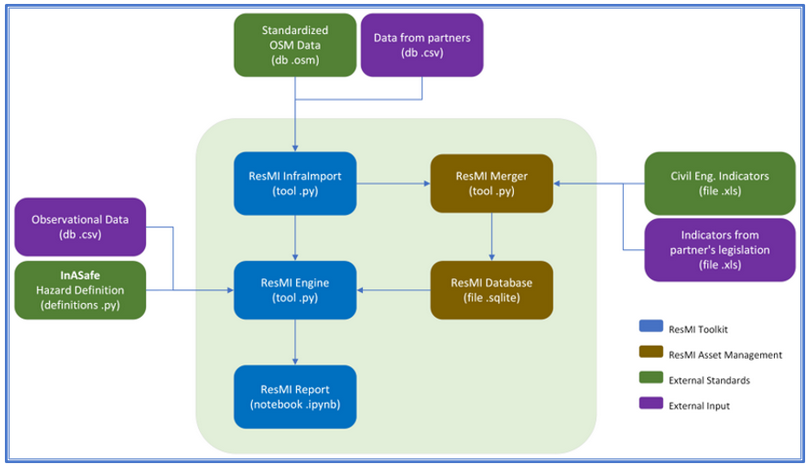 Standardized
OSM Data
(db .osm)
Data from partners
(db .csv)
ResMI InfraImport
(tool .py)
ResMI Merger
(tool .py)
Civil Eng. Indicators
(file .xls)
Observational Data
(db .csv)
Indicators from
partner's legislation
(file .xls)
InASafe
Hazard Definition
(definitions .py)
ResMI Engine
(tool .py)
ResMI Database
(file .sqlite)
ResMI Report
(notebook .ipynb)
ResMI Toolkit
ResMI Asset Management
External Standards
External Input